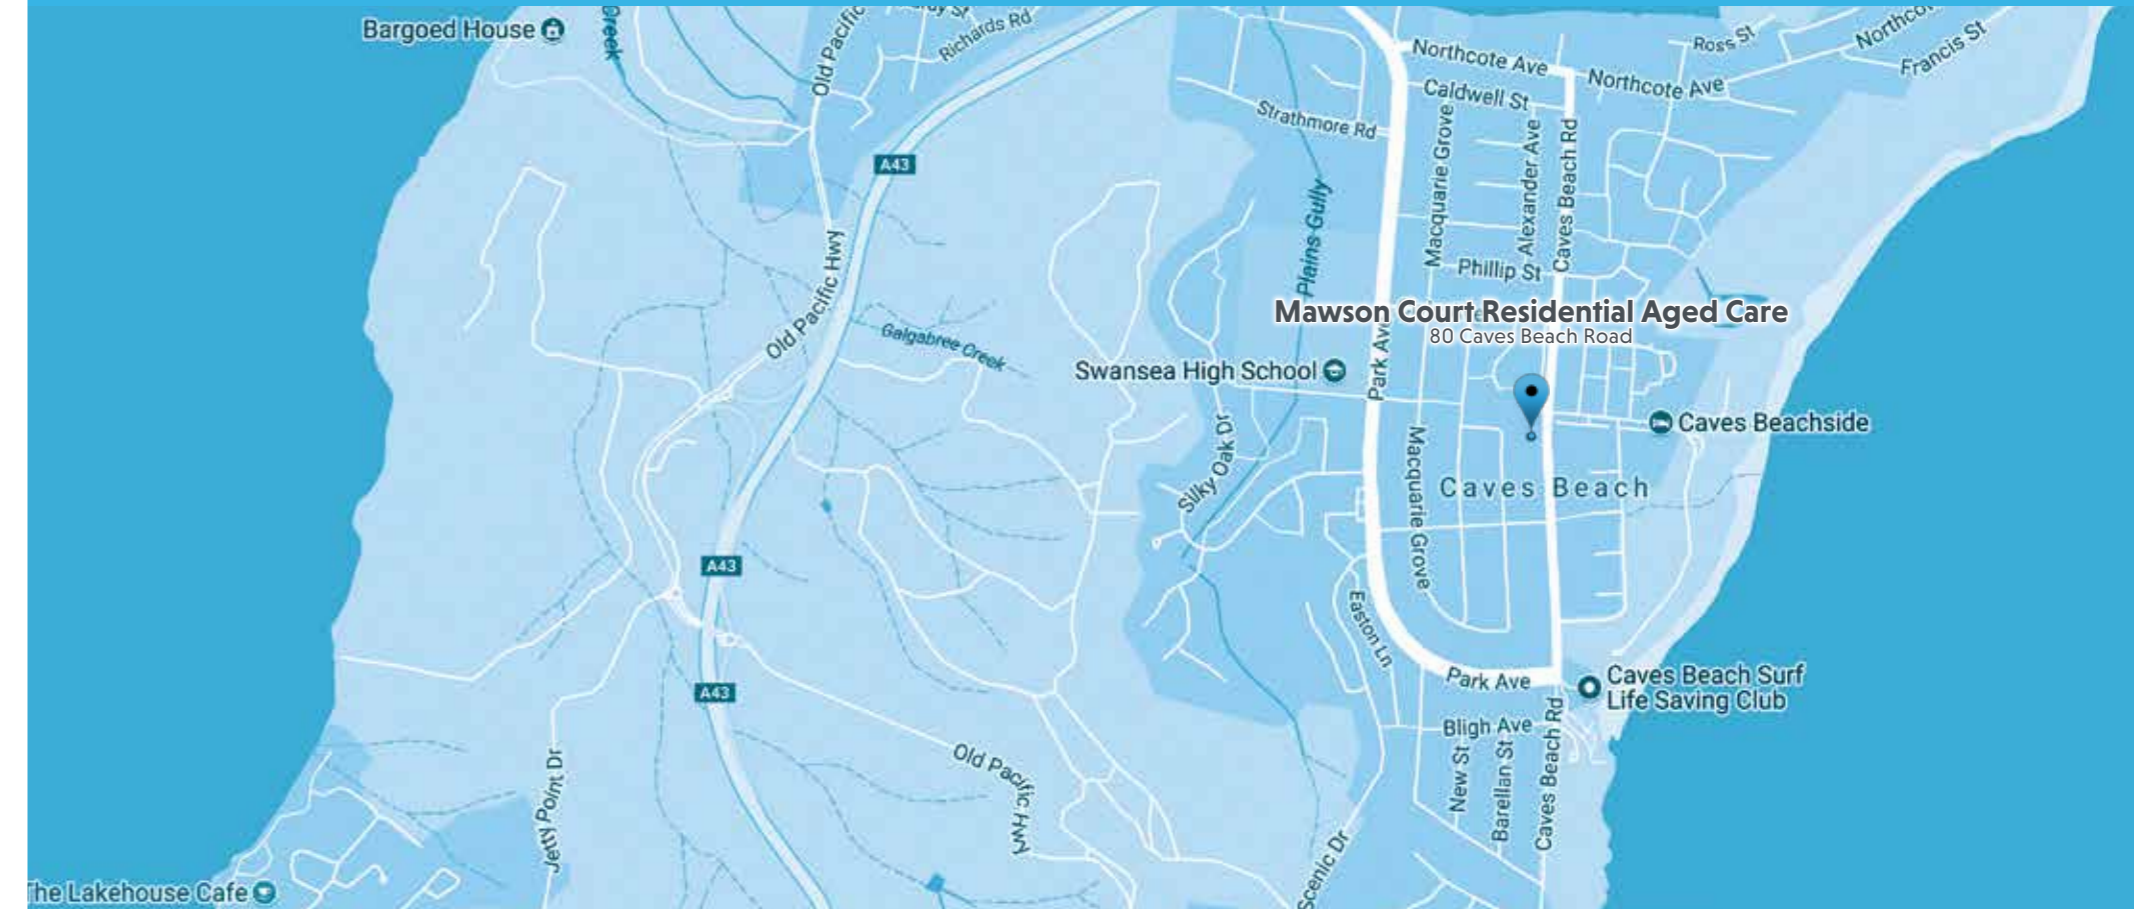 Bargoed House
Creek
Old Pacific
Richards Rd
Northcote Ave
Ross St
Francis St
Northcote Ave
Caldwell St
Strathmore Rd
A43
Macquarie Grove
Alexander Ave
Caves Beach Rd
Plains Gully
Old Pacific Hwy
Phillip St
Mawson Court Residential Aged Care
80 Caves Beach Road
Galgabree Creek
Park Ave
Swansea High School
Silky Oak Dr
Caves Beachside
Macquarie Grove
Caves Beach
A43
Easton Ln
Park Ave
Caves Beach Surf
Life Saving Club
A43
Bligh Ave
New St
Barellan St
Caves Beach Rd
Jetty Point Dr
Old Pacific Hwy
Scenic Dr
The Lakehouse Cafe